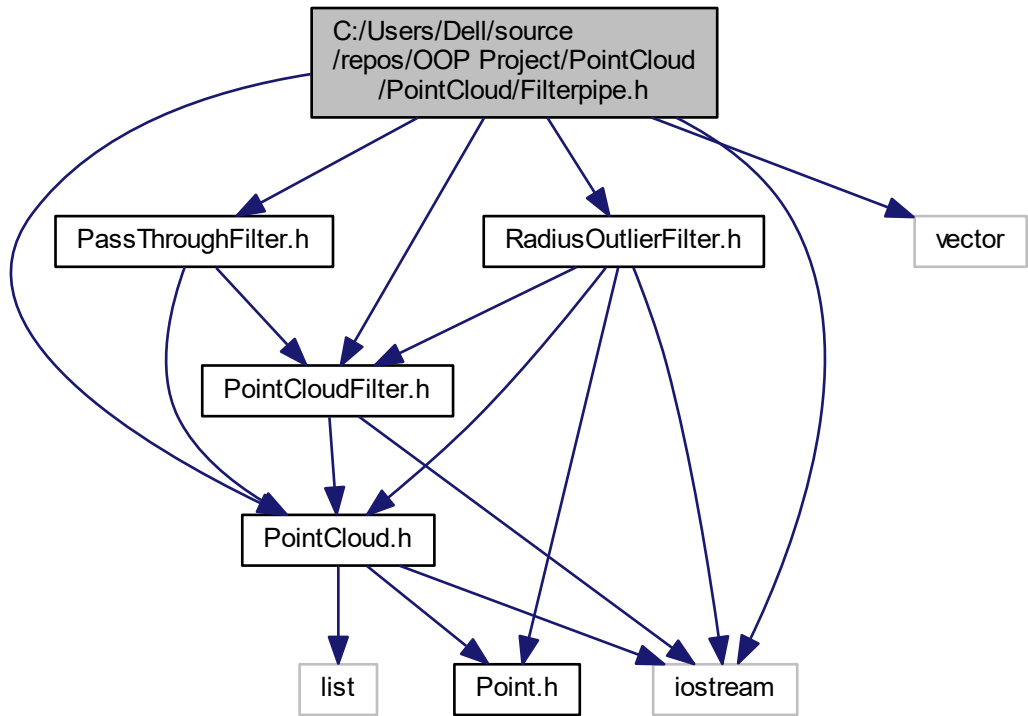 C:/Users/Dell/source
/repos/OOP Project/PointCloud
/PointCloud/Filterpipe.h
PassThroughFilter.h
RadiusOutlierFilter.h
vector
PointCloudFilter.h
PointCloud.h
list
Point.h
iostream